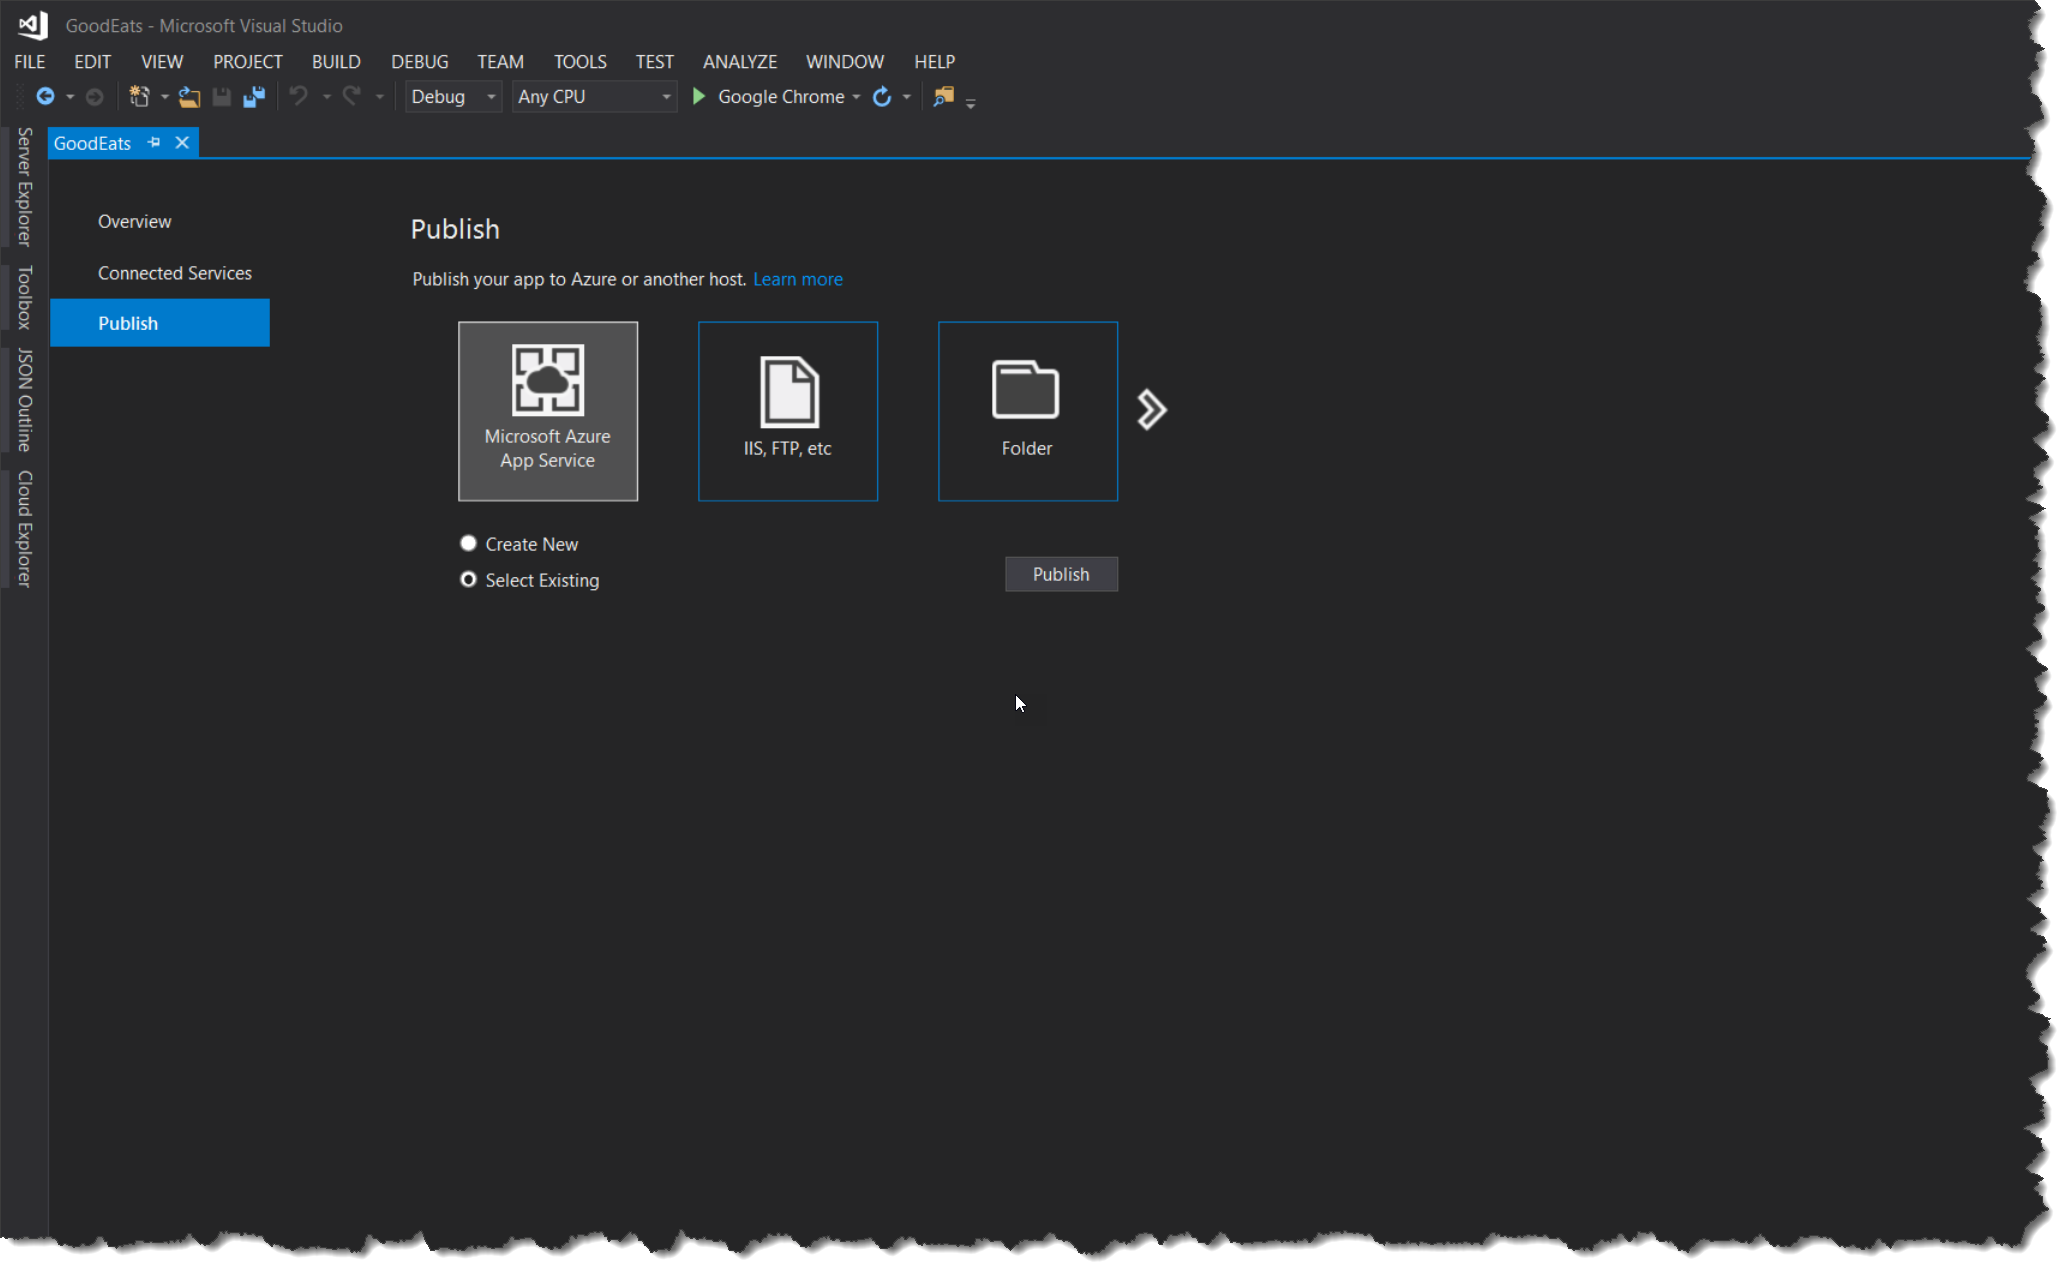 GoodEats - Microsoft Visual Studio
FILE EDIT VIEW PROJECT BUILD DEBUG TEAM TOOLS TEST ANALYZE WINDOW HELP
Debug Any CPU Google Chrome
Server Explorer
Toolbox
JSON Outline
Cloud Explorer
GoodEats
Overview
Connected Services
Publish
Publish
Publish your app to Azure or another host. Learn more
Microsoft Azure
App Service
IIS, FTP, etc
Folder
Create New
Select Existing
Publish